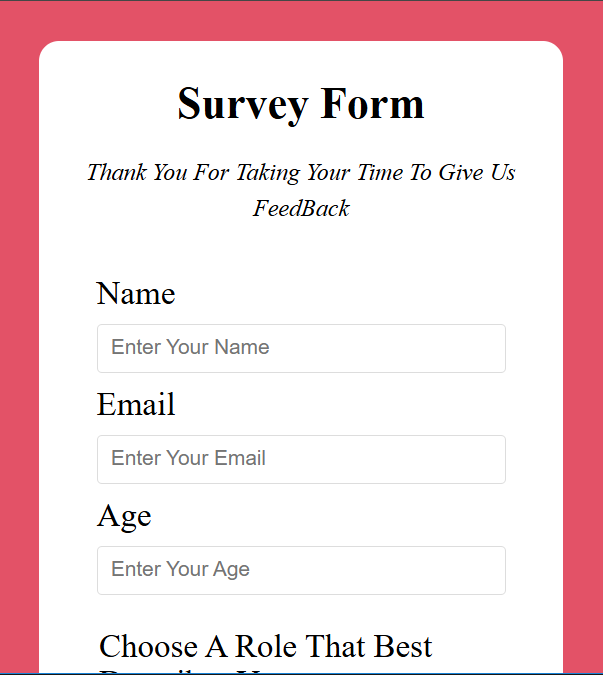 Survey Form
Thank You For Taking Your Time To Give Us
FeedBack
Name
Enter Your Name
Email
Enter Your Email
Age
Enter Your Age
Choose A Role That Best